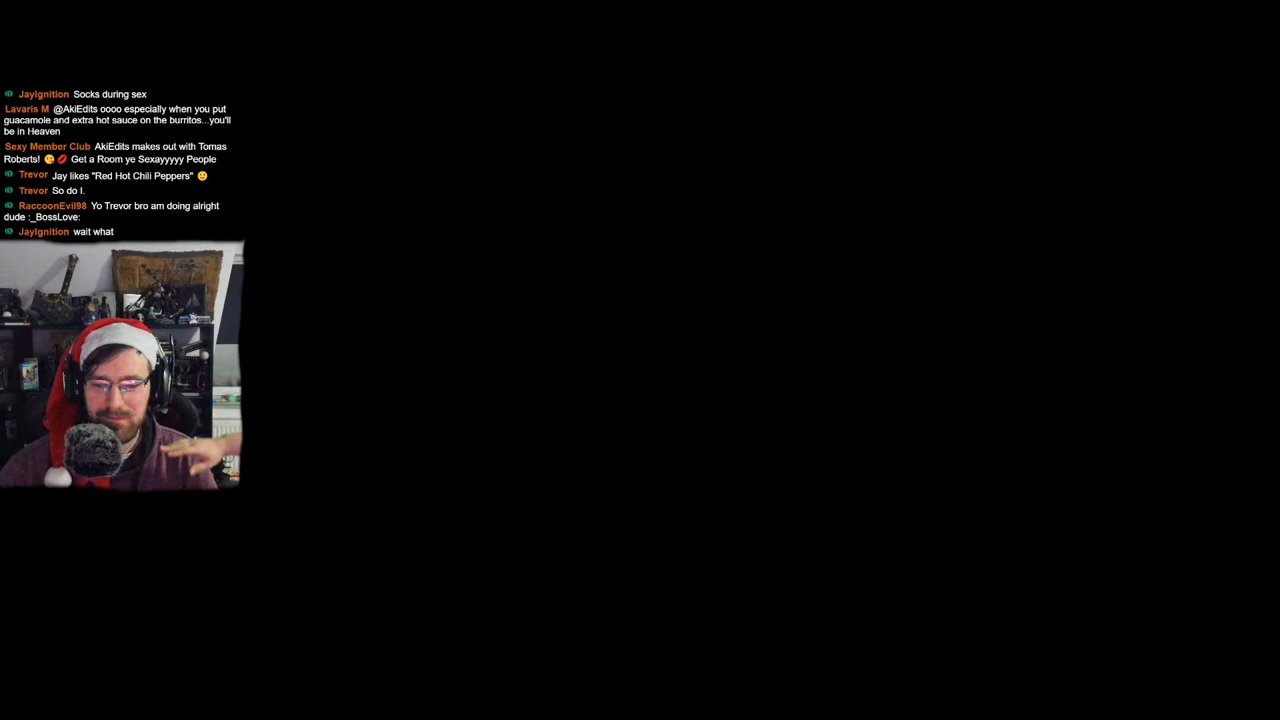 JayIgnition Socks during sex
Lavaris M @AkiEdits oooo especially when you put
guacamole and extra hot sauce on the burritos...you'll
be in Heaven
Sexy Member Club AkiEdits makes out with Tomas
Roberts! 😘 💋 Get a Room ye Sexayyyyy People
Trevor Jay likes "Red Hot Chili Peppers" 🙂
Trevor So do I.
RaccoonEvil98 Yo Trevor bro am doing alright
dude :_BossLove:
JayIgnition wait what